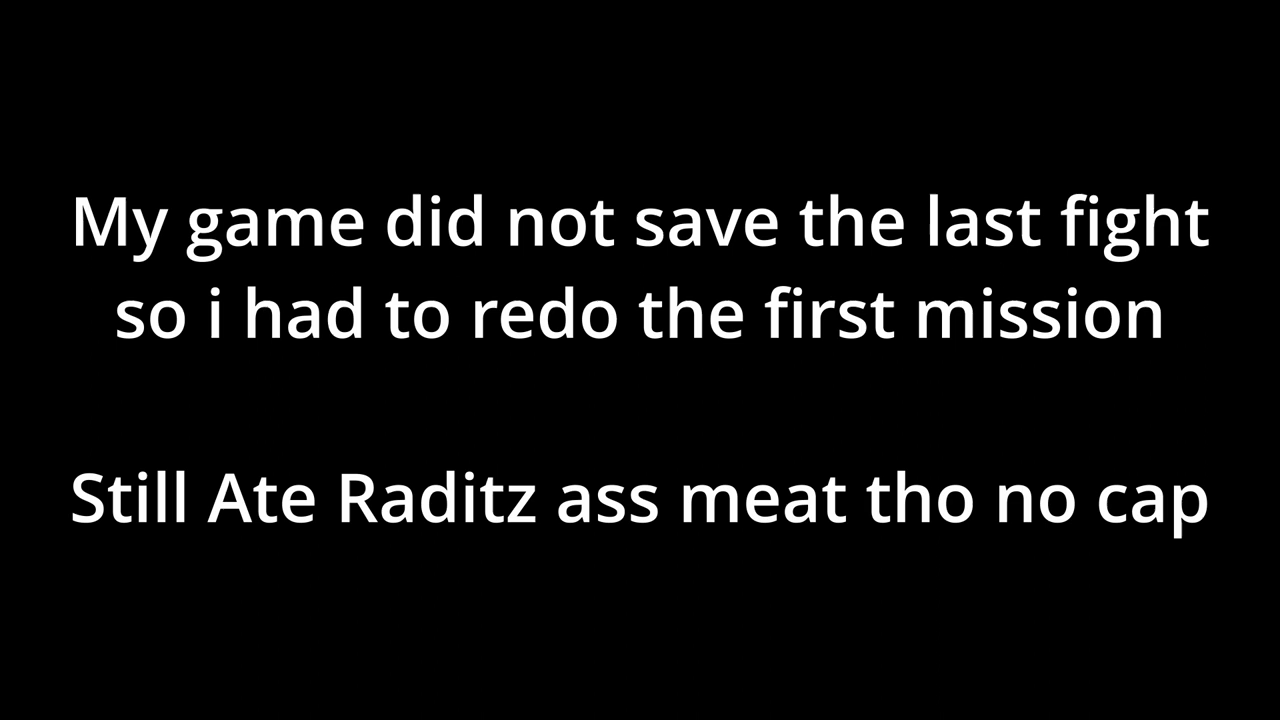 My game did not save the last fight
so i had to redo the first mission
Still Ate Raditz ass meat tho no cap